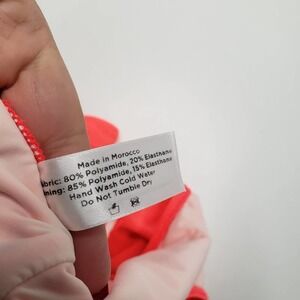 Made in Morocco
abric: 80% Polyamide, 20% Elasthane
ning: 85% Polyamide, 15% Elasthane
Hand Wash Cold Water
Do Not Tumble Dry